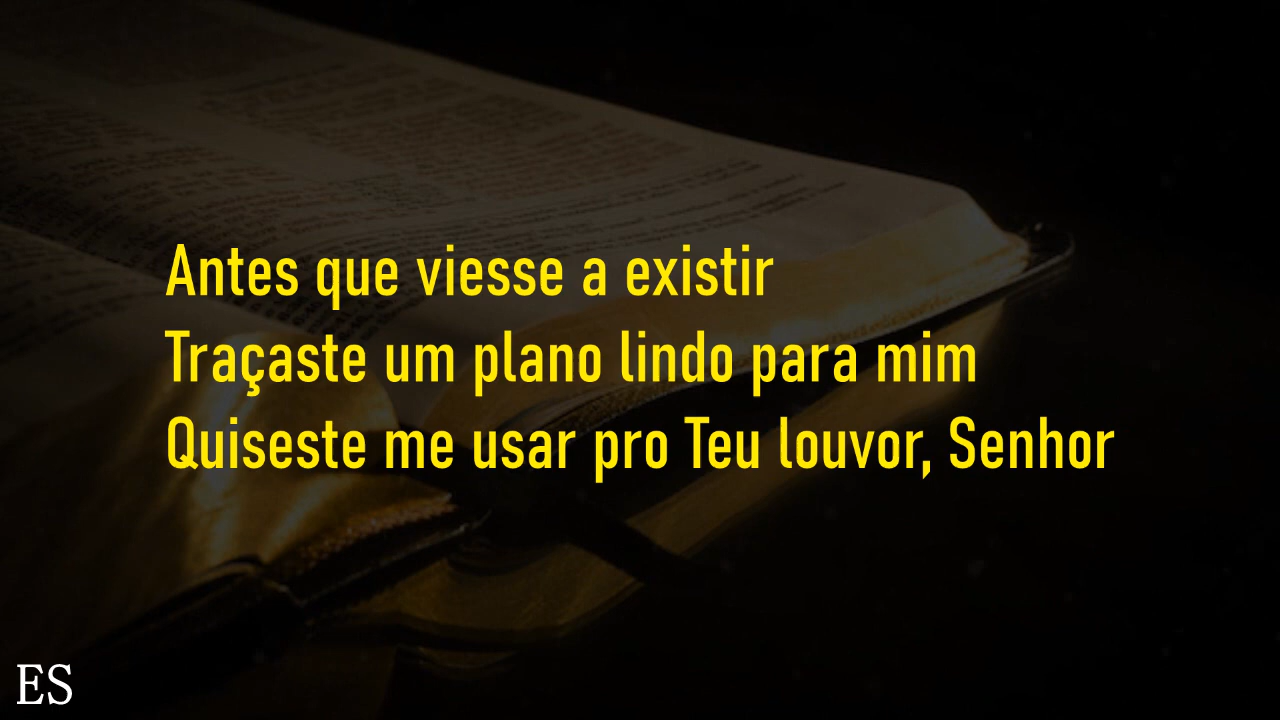 Antes que viesse a existir
Traçaste um plano lindo para mim
Quiseste me usar pro Teu louvor, Senhor
ES